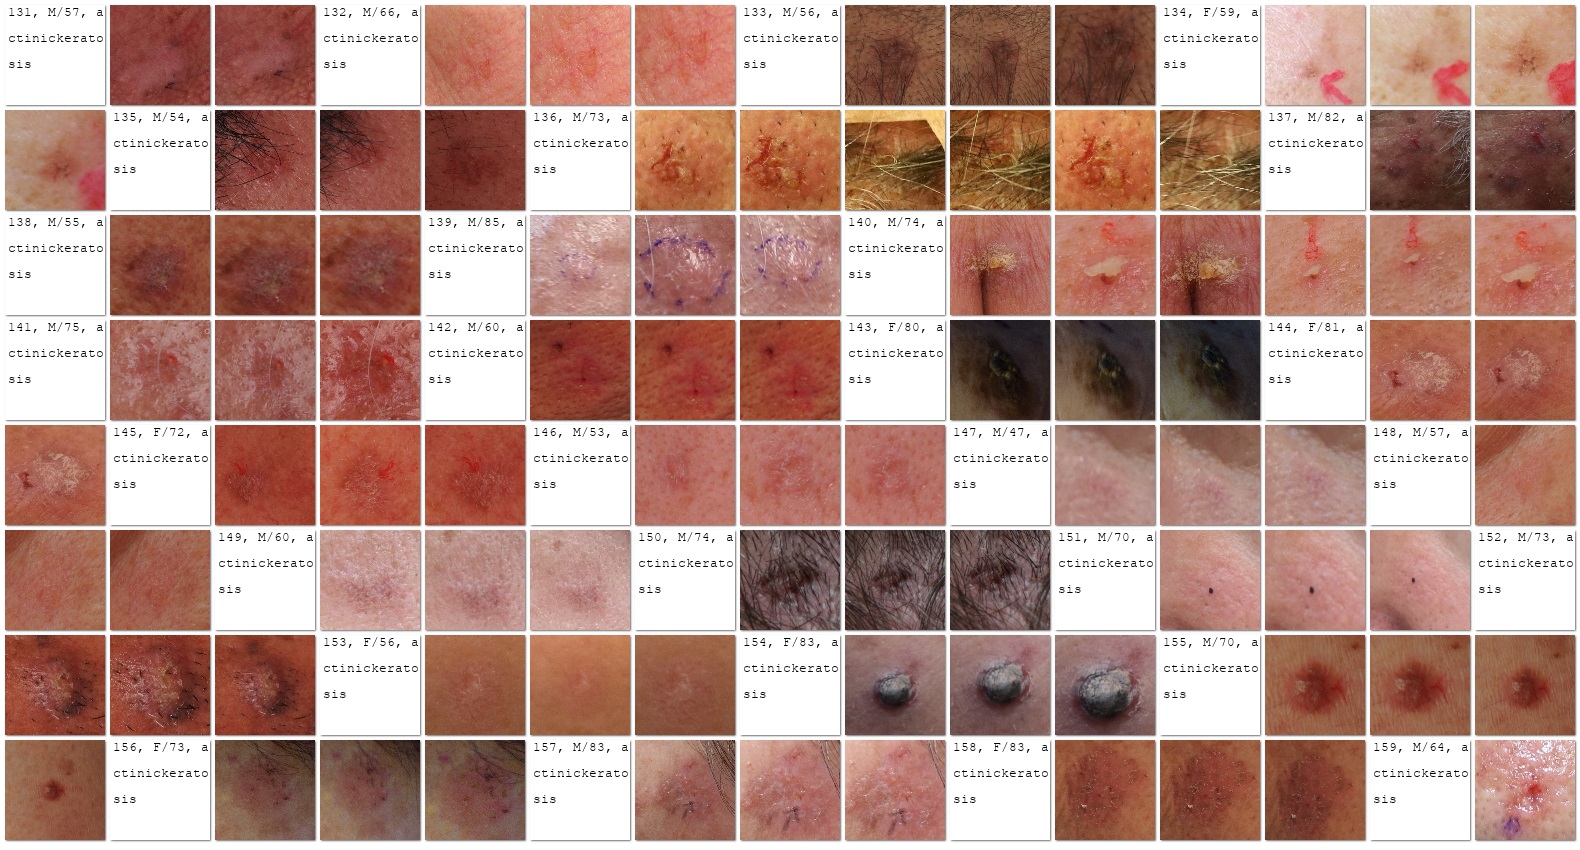 131, M/57, a
ctinickerato
sis
132, M/66, a
ctinickerato
sis
133, M/56, a
ctinickerato
sis
134, F/59, a
ctinickerato
sis
135, M/54, a
ctinickerato
sis
136, M/73, a
ctinickerato
sis
137, M/82, a
ctinickerato
sis
138, M/55, a
ctinickerato
sis
139, M/85, a
ctinickerato
sis
140, M/74, a
ctinickerato
sis
141, M/75, a
ctinickerato
sis
142, M/60, a
ctinickerato
sis
143, F/80, a
ctinickerato
sis
144, F/81, a
ctinickerato
sis
145, F/72, a
ctinickerato
sis
146, M/53, a
ctinickerato
sis
147, M/47, a
ctinickerato
sis
148, M/57, a
ctinickerato
sis
149, M/60, a
ctinickerato
sis
150, M/74, a
ctinickerato
sis
151, M/70, a
ctinickerato
sis
152, M/73, a
ctinickerato
sis
153, F/56, a
ctinickerato
sis
154, F/83, a
ctinickerato
sis
155, M/70, a
ctinickerato
sis
156, F/73, a
ctinickerato
sis
157, M/83, a
ctinickerato
sis
158, F/83, a
ctinickerato
sis
159, M/64, a
ctinickerato
sis